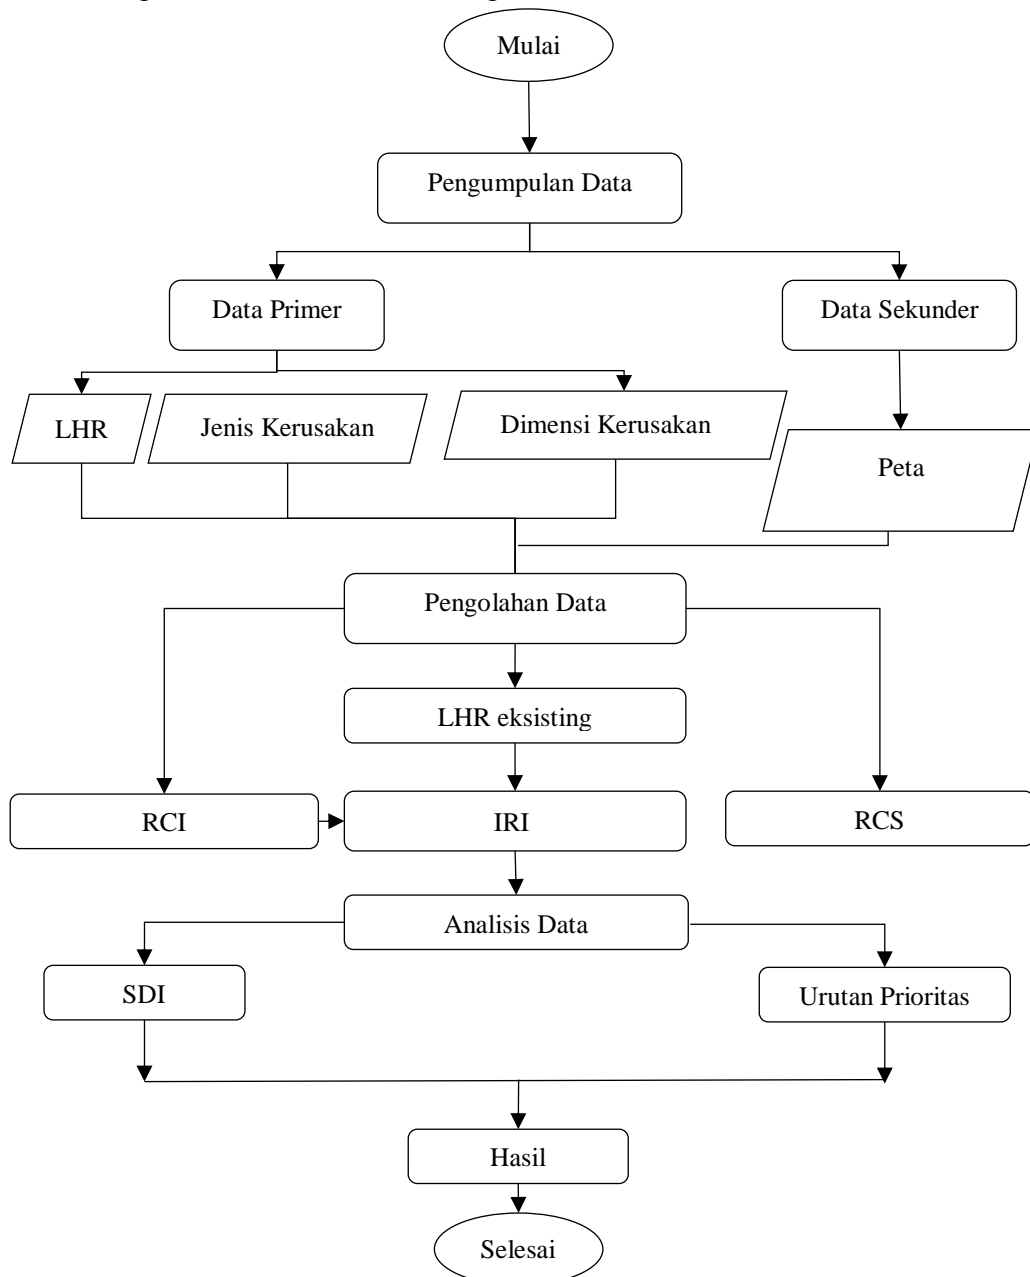 Mulai
Pengumpulan Data
Data Primer
Data Sekunder
LHR
Jenis Kerusakan
Dimensi Kerusakan
Peta
Pengolahan Data
LHR eksisting
RCI
IRI
RCS
Analisis Data
SDI
Urutan Prioritas
Hasil
Selesai